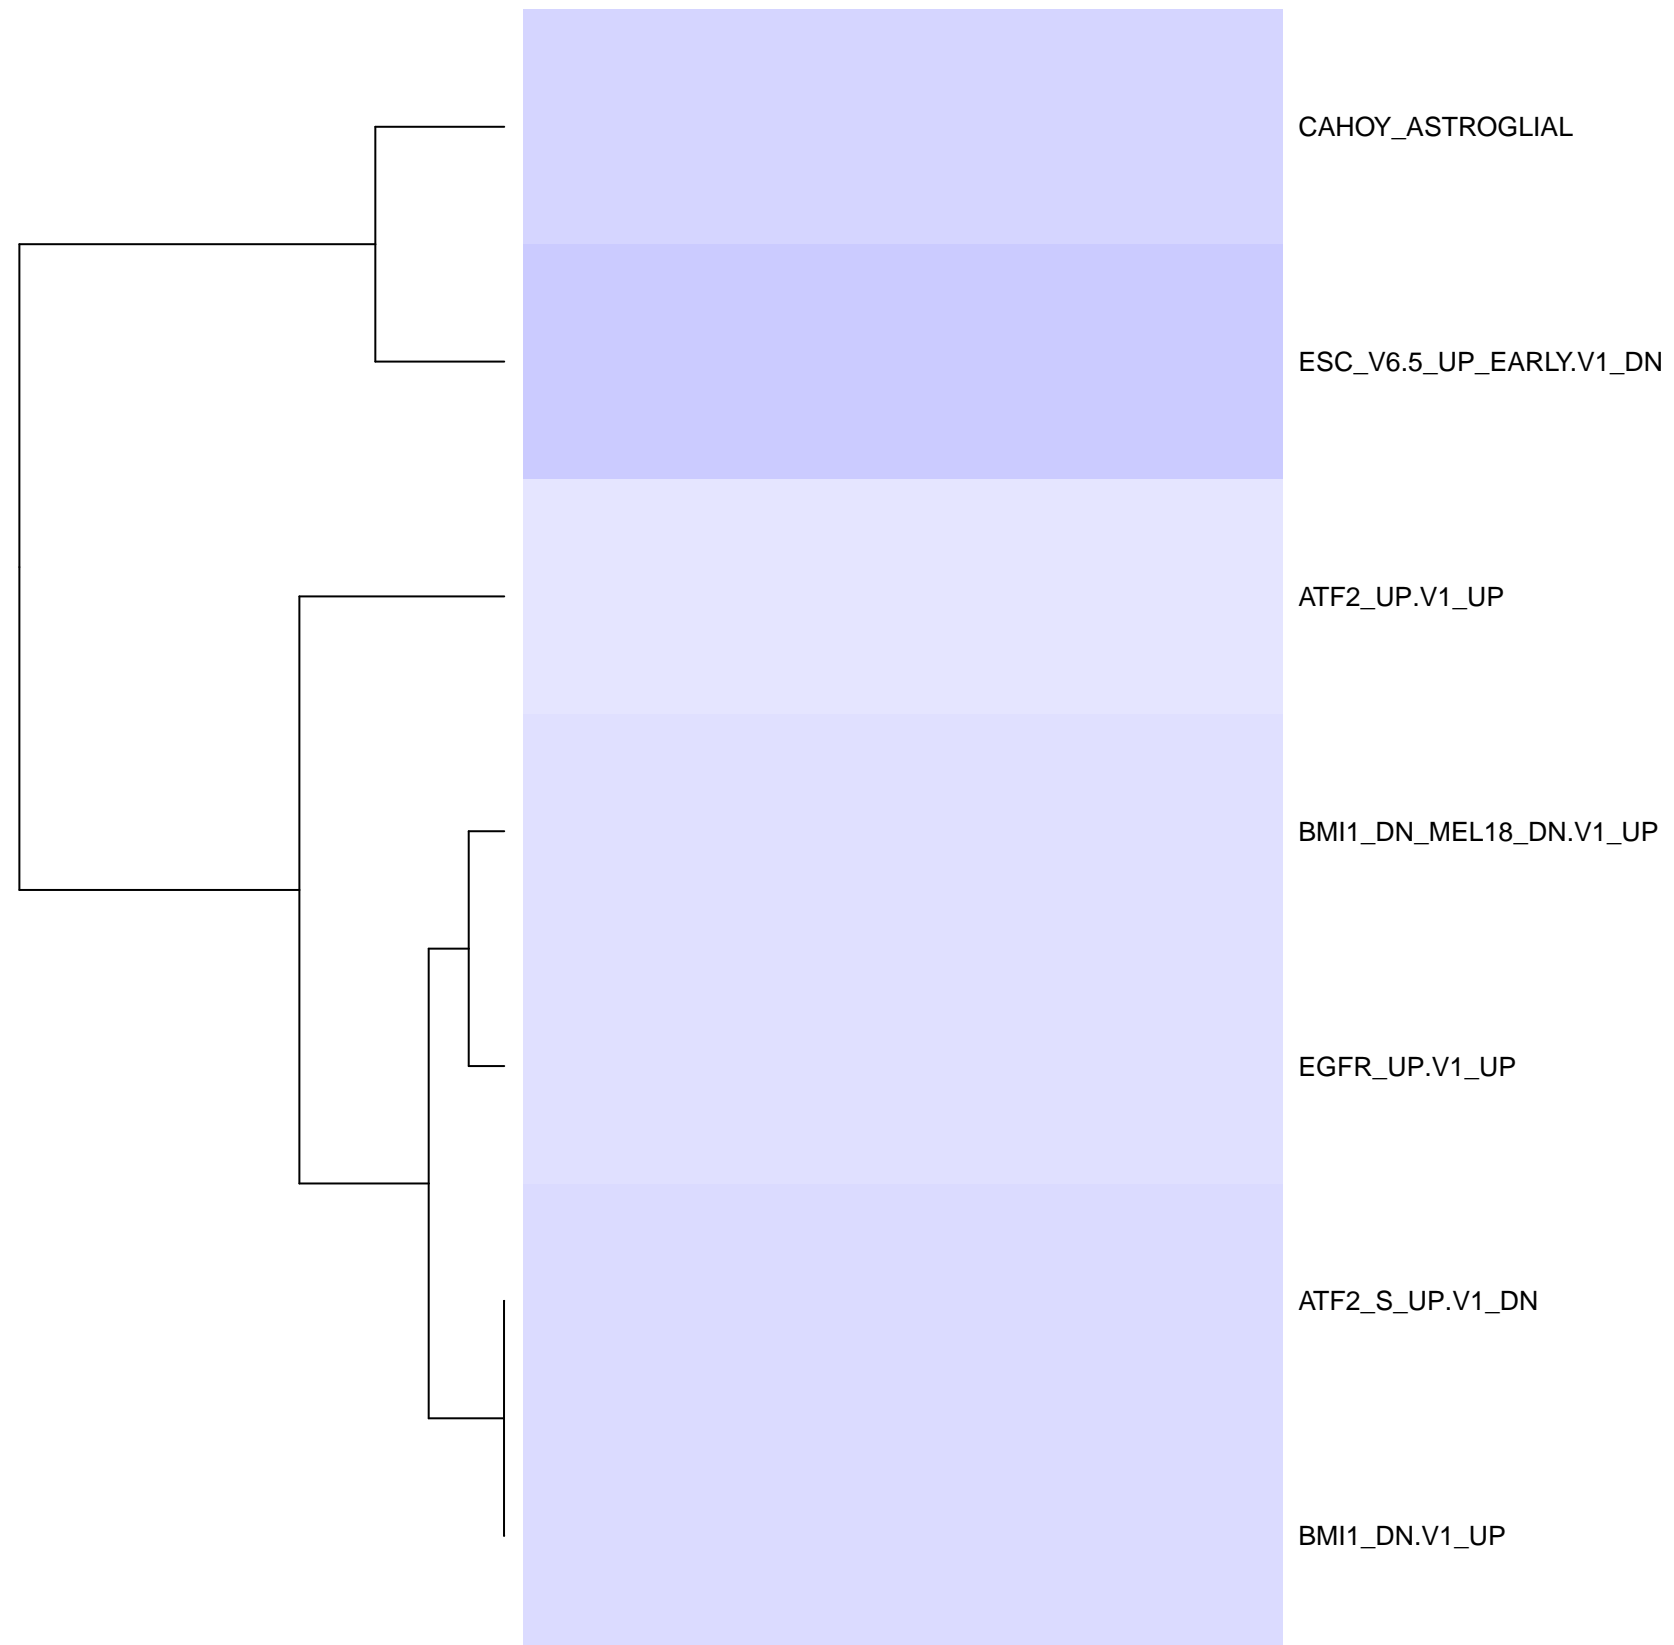 CAHOY_ASTROGLIAL
ESC_V6.5_UP_EARLY.V1_DN
ATF2_UP.V1_UP
BMI1_DN_MEL18_DN.V1_UP
EGFR_UP.V1_UP
ATF2_S_UP.V1_DN
BMI1_DN.V1_UP